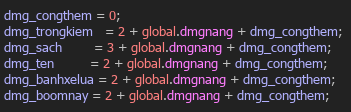 dmg_congthem = 0;
dmg_trongkiem = 2 + global.dmgnang + dmg_congthem;
dmg_sach = 3 + global.dmgnang + dmg_congthem;
dmg_ten = 2 + global.dmgnang + dmg_congthem;
dmg_banhxelua = 2 + global.dmgnang + dmg_congthem;
dmg_boomnay = 2 + global.dmgnang + dmg_congthem;